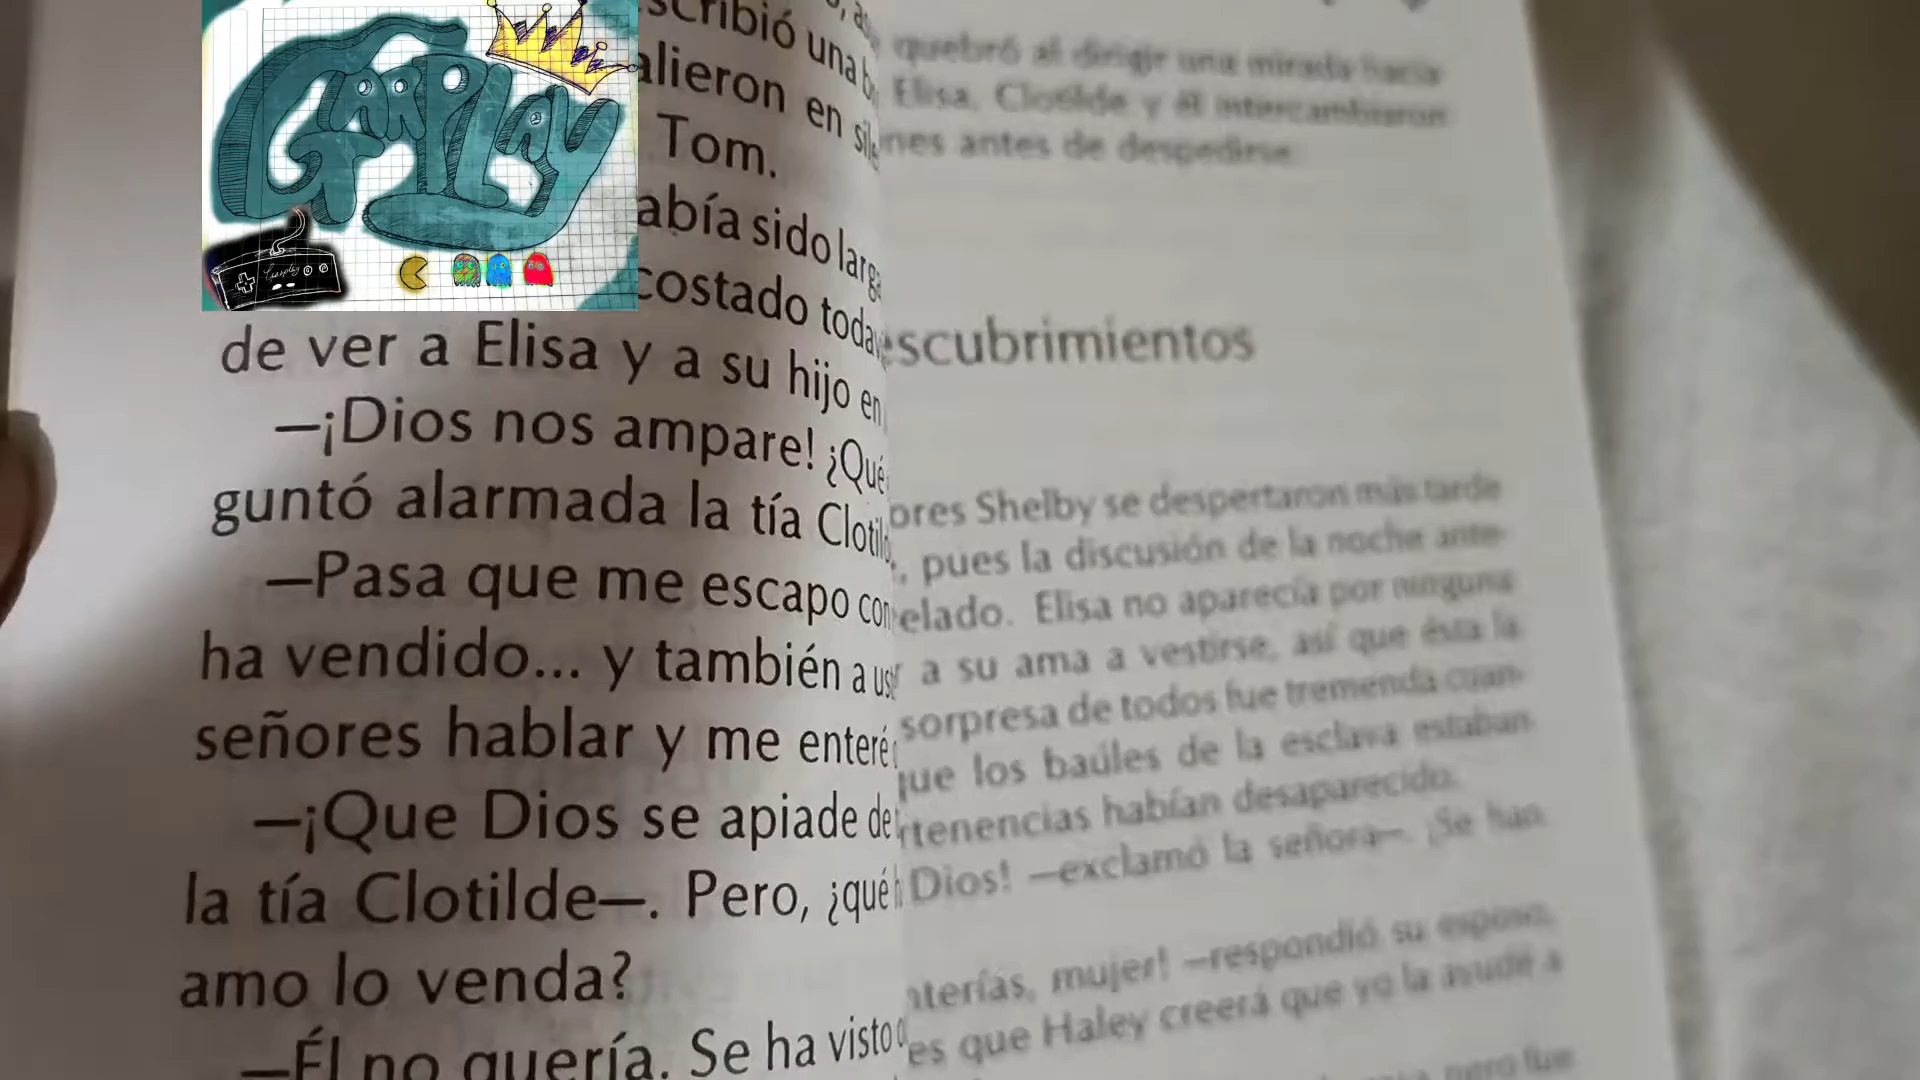 GARPLAY
scribió una
alieron en
Tom.
abía sido larg
costado toda
de ver a Elisa y a su hijo en
—¡Dios nos ampare! ¿Qué
guntó alarmada la tía Clotil
—Pasa que me escapo con
ha vendido... y también a us
señores hablar y me enteré
—¡Que Dios se apiade de
la tía Clotilde—. Pero, ¿qué
amo lo venda?
—Él no quería. Se ha visto
quebró al dirigir una mirada hacia
Elisa. Clotilde y él intercambiaron
nes antes de despedirse.
escubrimientos
ores Shelby se despertaron más tarde
, pues la discusión de la noche ante-
elado. Elisa no aparecía por ninguna
a su ama a vestirse, así que ésta la
sorpresa de todos fue tremenda cuan-
que los baúles de la esclava estaban
rtenencias habían desaparecido.
Dios! —exclamó la señora—. ¡Se han
nterías, mujer! —respondió su esposo,
es que Haley creerá que yo la ayudé a
pero fue